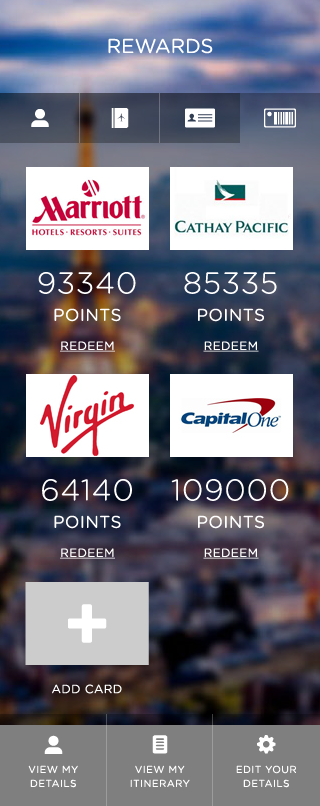 REWARDS
Marriott
HOTELS · RESORTS · SUITES
CATHAY PACIFIC
93340
POINTS
REDEEM
85335
POINTS
REDEEM
Virgin
Capital One
64140
POINTS
REDEEM
109000
POINTS
REDEEM
ADD CARD
VIEW MY
DETAILS
VIEW MY
ITINERARY
EDIT YOUR
DETAILS